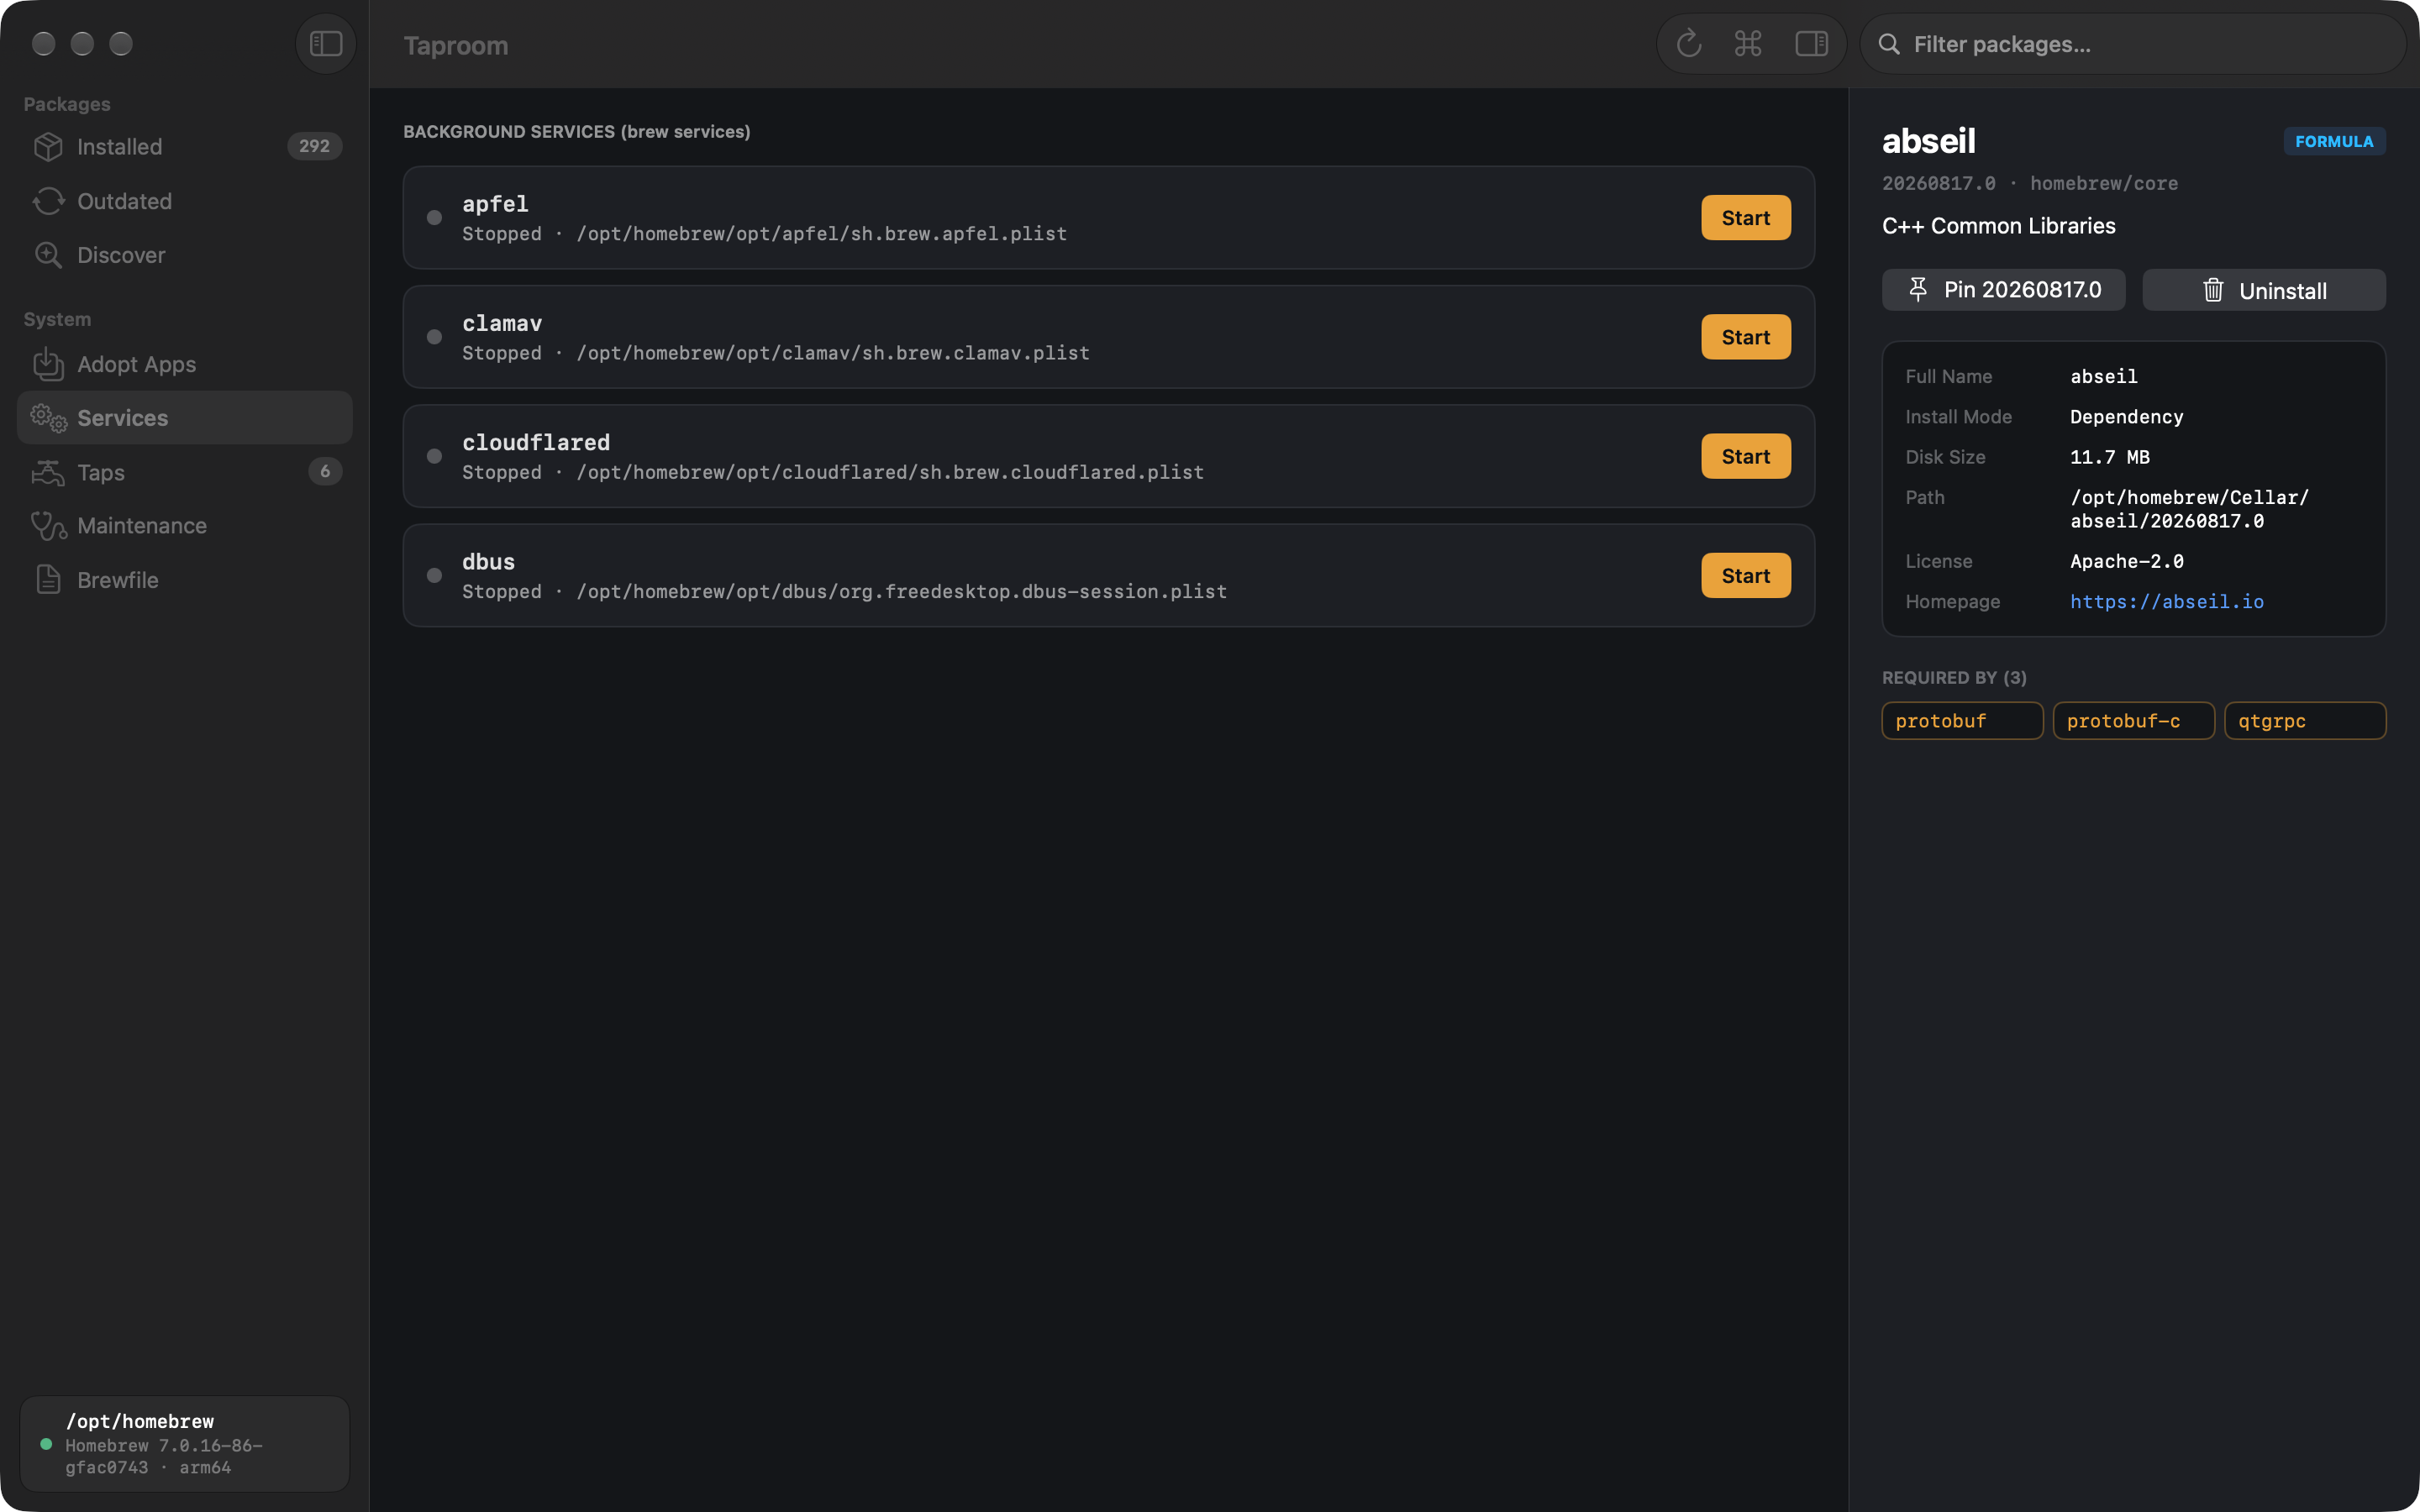 Taproom
Filter packages...
Packages
Installed 292
Outdated
Discover
System
Adopt Apps
Services
Taps 6
Maintenance
Brewfile
/opt/homebrew
Homebrew 7.0.16-86-
gfac0743 · arm64
BACKGROUND SERVICES (brew services)
apfel
Stopped · /opt/homebrew/opt/apfel/sh.brew.apfel.plist
Start
clamav
Stopped · /opt/homebrew/opt/clamav/sh.brew.clamav.plist
Start
cloudflared
Stopped · /opt/homebrew/opt/cloudflared/sh.brew.cloudflared.plist
Start
dbus
Stopped · /opt/homebrew/opt/dbus/org.freedesktop.dbus-session.plist
Start
abseil FORMULA
20260817.0 · homebrew/core
C++ Common Libraries
Pin 20260817.0 Uninstall
Full Name abseil
Install Mode Dependency
Disk Size 11.7 MB
Path /opt/homebrew/Cellar/
abseil/20260817.0
License Apache-2.0
Homepage https://abseil.io
REQUIRED BY (3)
protobuf protobuf-c qtgrpc